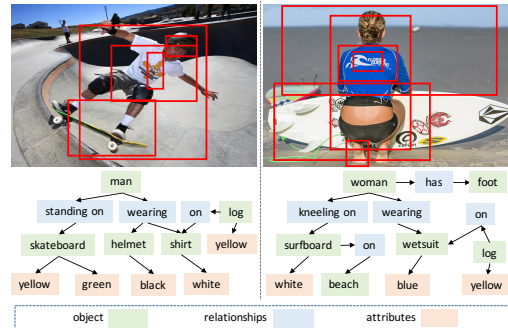 man
standing on
wearing
on
log
skateboard
helmet
shirt
yellow
yellow
green
black
white
woman
has
foot
kneeling on
wearing
on
surfboard
on
wetsuit
log
white
beach
blue
yellow
object
relationships
attributes